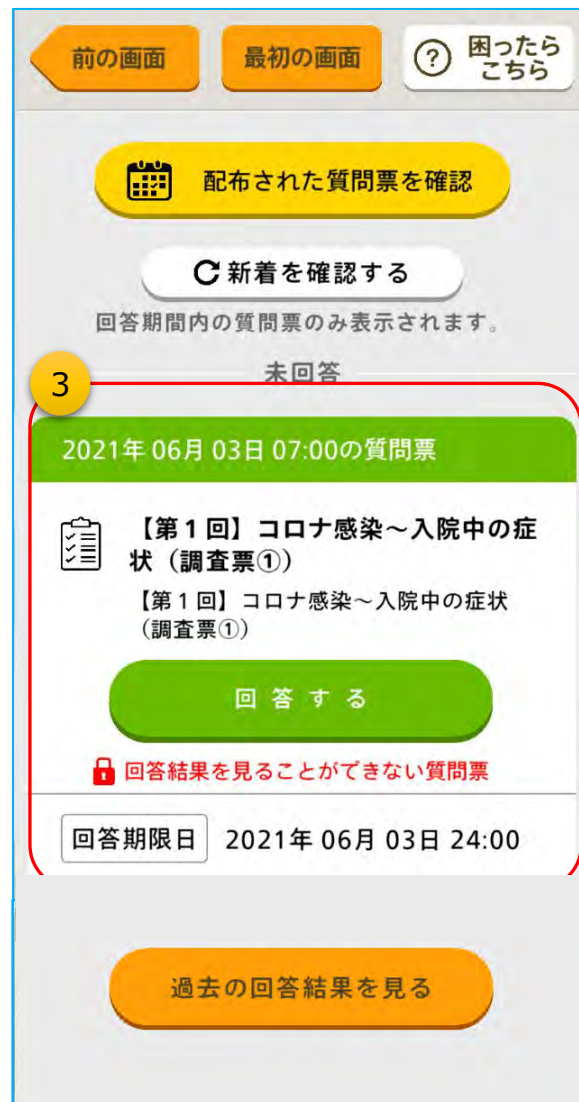 前の画面
最初の画面
? 困ったら
こちら
配布された質問票を確認
新着を確認する
回答期間内の質問票のみ表示されます。
未回答
3
2021年 06月 03日 07:00の質問票
【第1回】コロナ感染～入院中の症
状（調査票①）
【第1回】コロナ感染～入院中の症状
（調査票①）
回答する
回答結果を見ることができない質問票
回答期限日 2021年 06月 03日 24:00
過去の回答結果を見る